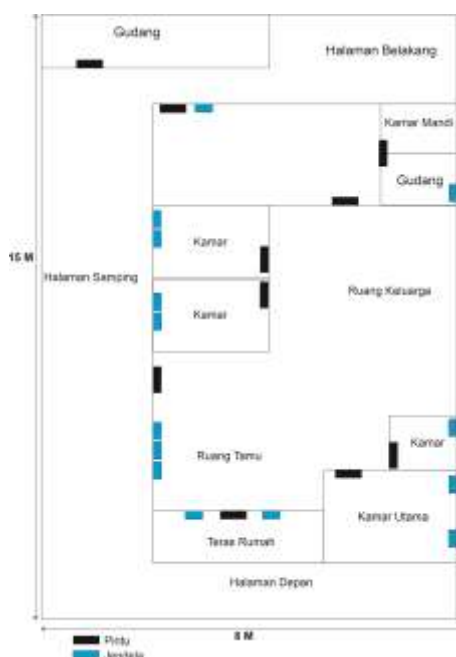 Gudang
Halaman Belakang
Kamar Mandi
Gudang
Kamar
15 M
Halaman Samping
Ruang Keluarga
Kamar
Kamar
Ruang Tamu
Kamar Utama
Teras Rumah
Halaman Depan
8 M
Pintu
Jendela